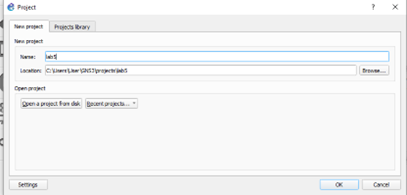 Project
New project
Projects library
New project
Name: lab5
Location: C:\Users\User\GNS3\projects\lab5
Browse...
Open project
Open a project from disk
Recent projects...
Settings
OK
Cancel